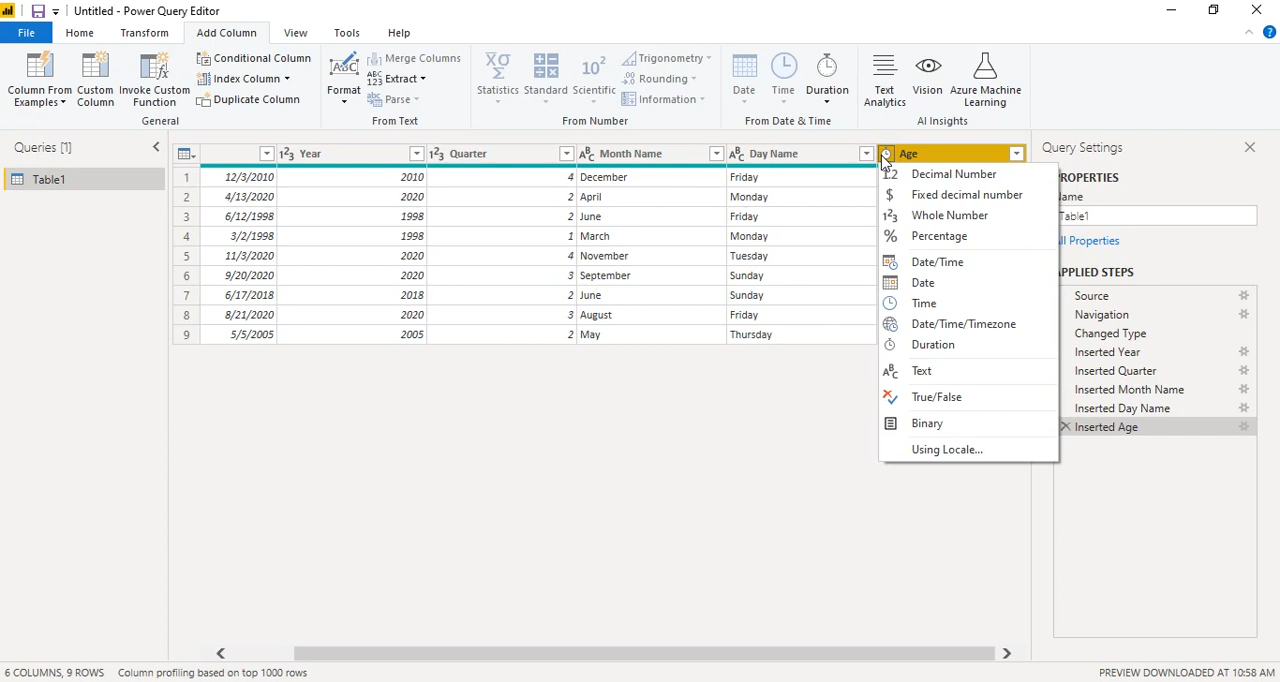 Untitled - Power Query Editor
File Home Transform Add Column View Tools Help
Column From Examples
Custom Column
Invoke Custom Function
Conditional Column
Index Column
Duplicate Column
General
Format
Merge Columns
Extract
Parse
From Text
Statistics
Standard
Scientific
Trigonometry
Rounding
Information
From Number
Date
Time
Duration
From Date & Time
Text Analytics
Vision
Azure Machine Learning
AI Insights
Queries [1]
Table1
Year Quarter Month Name Day Name Age
1 12/3/2010 2010 4 December Friday
2 4/13/2020 2020 2 April Monday
3 6/12/1998 1998 2 June Friday
4 3/2/1998 1998 1 March Monday
5 11/3/2020 2020 4 November Tuesday
6 9/20/2020 2020 3 September Sunday
7 6/17/2018 2018 2 June Sunday
8 8/21/2020 2020 3 August Friday
9 5/5/2005 2005 2 May Thursday
1.2 Decimal Number
$ Fixed decimal number
123 Whole Number
% Percentage
Date/Time
Date
Time
Date/Time/Timezone
Duration
ABC Text
True/False
Binary
Using Locale...
Query Settings
PROPERTIES
Name
Table1
All Properties
APPLIED STEPS
Source
Navigation
Changed Type
Inserted Year
Inserted Quarter
Inserted Month Name
Inserted Day Name
Inserted Age
6 COLUMNS, 9 ROWS Column profiling based on top 1000 rows
PREVIEW DOWNLOADED AT 10:58 AM